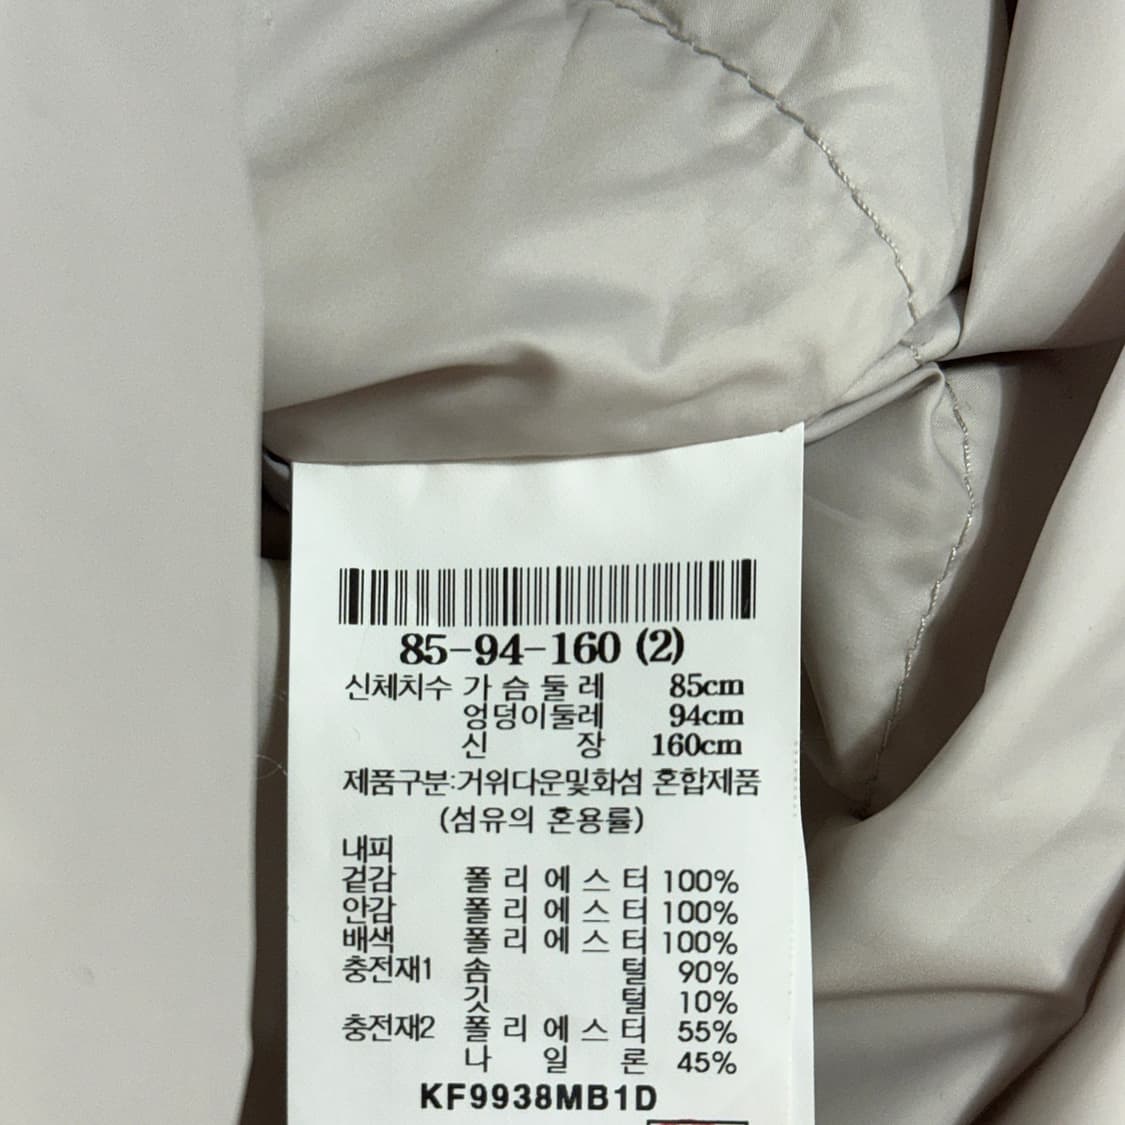 85-94-160 (2)
신체치수 가 슴 둘 레 85cm
엉덩이둘레 94cm
신 장 160cm
제품구분:거위다운및화섬 혼합제품
(섬유의 혼용률)
내피
겉감 폴 리 에 스 터 100%
안감 폴 리 에 스 터 100%
배색 폴 리 에 스 터 100%
충전재1 솜 털 90%
깃 털 10%
충전재2 폴 리 에 스 터 55%
나 일 론 45%
KF9938MB1D